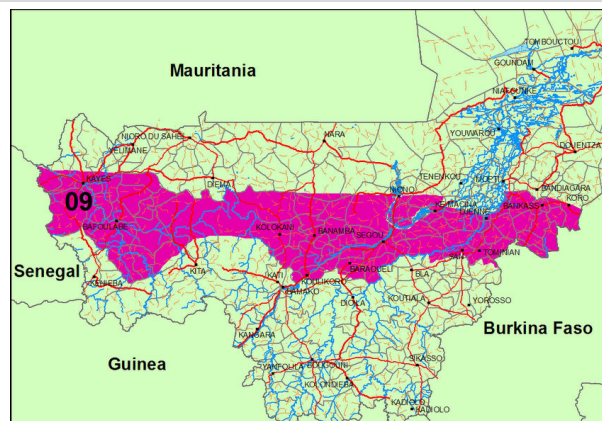 TOMBOUCTOU
GOUNDAM
Mauritania
NIAFUNKE
YOUWAROU
NIORO DU SAHEL
NARA
YELIMANE
DOUENTZA
TENENKOU
MOPTI
KAYES
DIEMA
BANDIAGARA
NIONO
09
KE-MACINA
BANKASS
KORO
DJENNE
BAFOULABE
KOLOKANI
BANAMBA
SEGOU
SAN
TOMINIAN
Senegal
KITA
BARAOUELI
BLA
KATI
KOULIKORO
KENIEBA
BAMAKO
DIOILA
KOUTIALA
YOROSSO
Burkina Faso
KANGABA
Guinea
YANFOULA
BOUGOUNI
SIKASSO
KOLONDIEBA
KADIOLO
KADIOLO